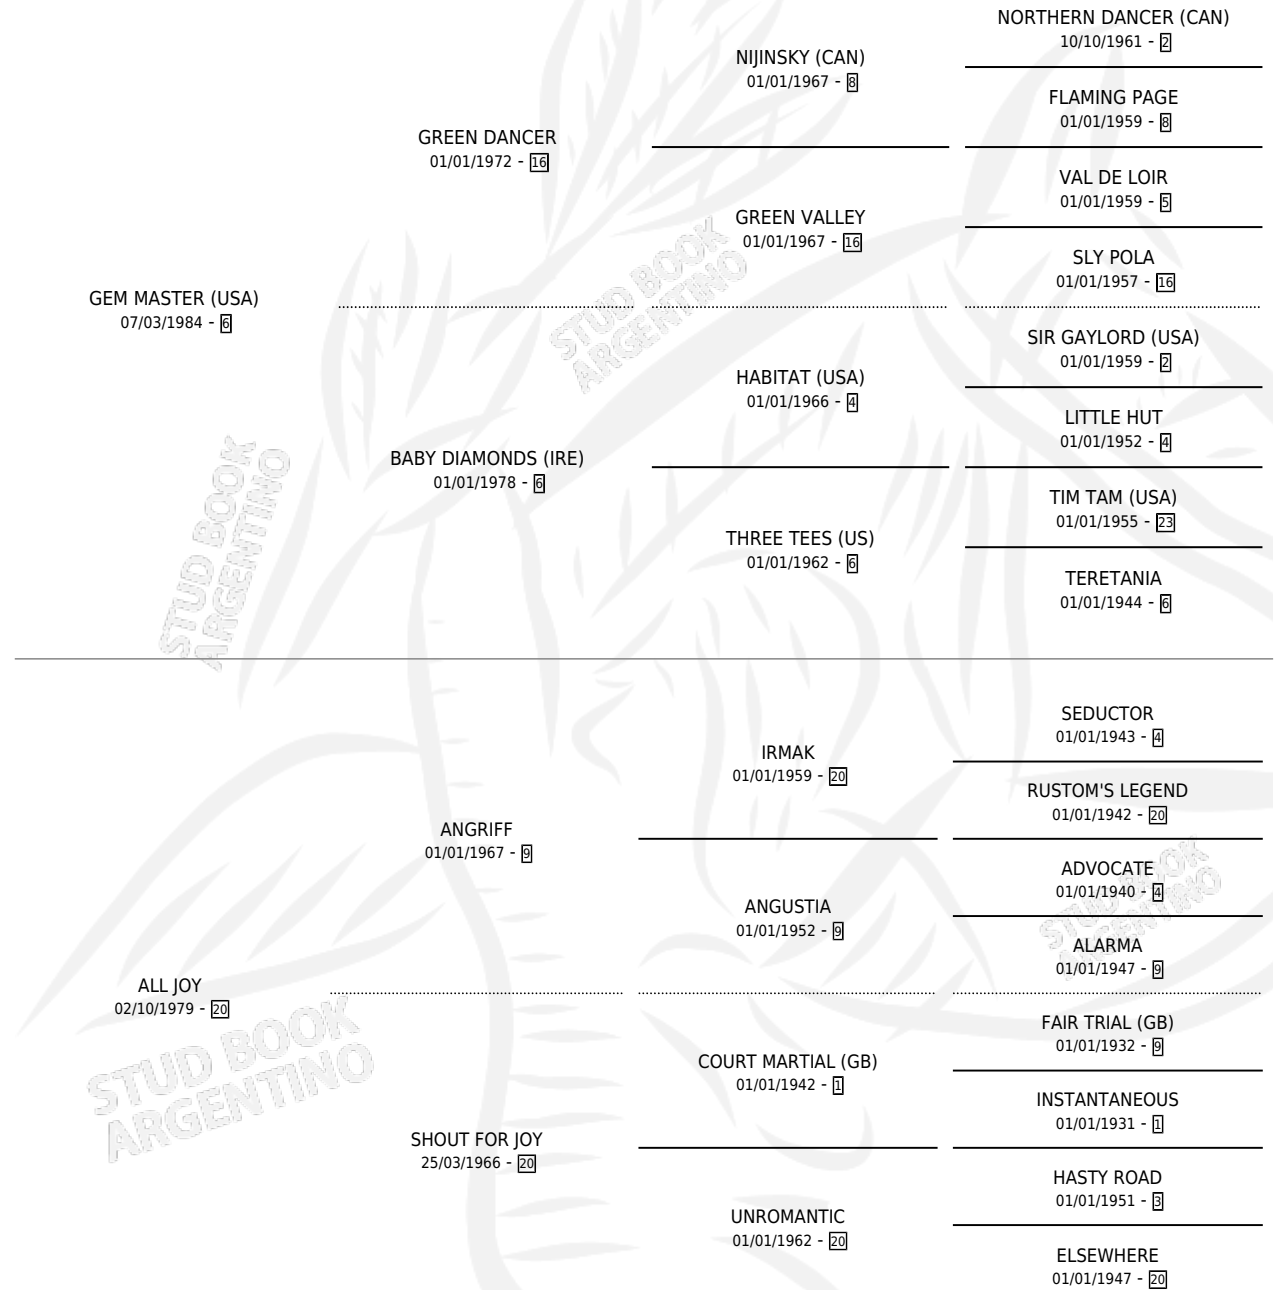 NORTHERN DANCER (CAN)
10/10/1961 - 2
NIJINSKY (CAN)
01/01/1967 - 8
FLAMING PAGE
01/01/1959 - 8
GREEN DANCER
01/01/1972 - 16
VAL DE LOIR
01/01/1959 - 5
GREEN VALLEY
01/01/1967 - 16
SLY POLA
01/01/1957 - 16
GEM MASTER (USA)
07/03/1984 - 6
STUD BOOK
ARGENTINO
SIR GAYLORD (USA)
01/01/1959 - 2
HABITAT (USA)
01/01/1966 - 4
LITTLE HUT
01/01/1952 - 4
BABY DIAMONDS (IRE)
01/01/1978 - 6
TIM TAM (USA)
01/01/1955 - 23
THREE TEES (US)
01/01/1962 - 6
TERETANIA
01/01/1944 - 6
STUD BOOK
ARGENTINO
SEDUCTOR
01/01/1943 - 4
IRMAK
01/01/1959 - 20
RUSTOM'S LEGEND
01/01/1942 - 20
ANGRIFF
01/01/1967 - 9
ADVOCATE
01/01/1940 - 4
ANGUSTIA
01/01/1952 - 9
STUD BOOK
ARGENTINO
ALARMA
01/01/1947 - 9
ALL JOY
02/10/1979 - 20
FAIR TRIAL (GB)
01/01/1932 - 9
COURT MARTIAL (GB)
01/01/1942 - 1
INSTANTANEOUS
01/01/1931 - 1
STUD BOOK
ARGENTINO
SHOUT FOR JOY
25/03/1966 - 20
HASTY ROAD
01/01/1951 - 3
UNROMANTIC
01/01/1962 - 20
ELSEWHERE
01/01/1947 - 20